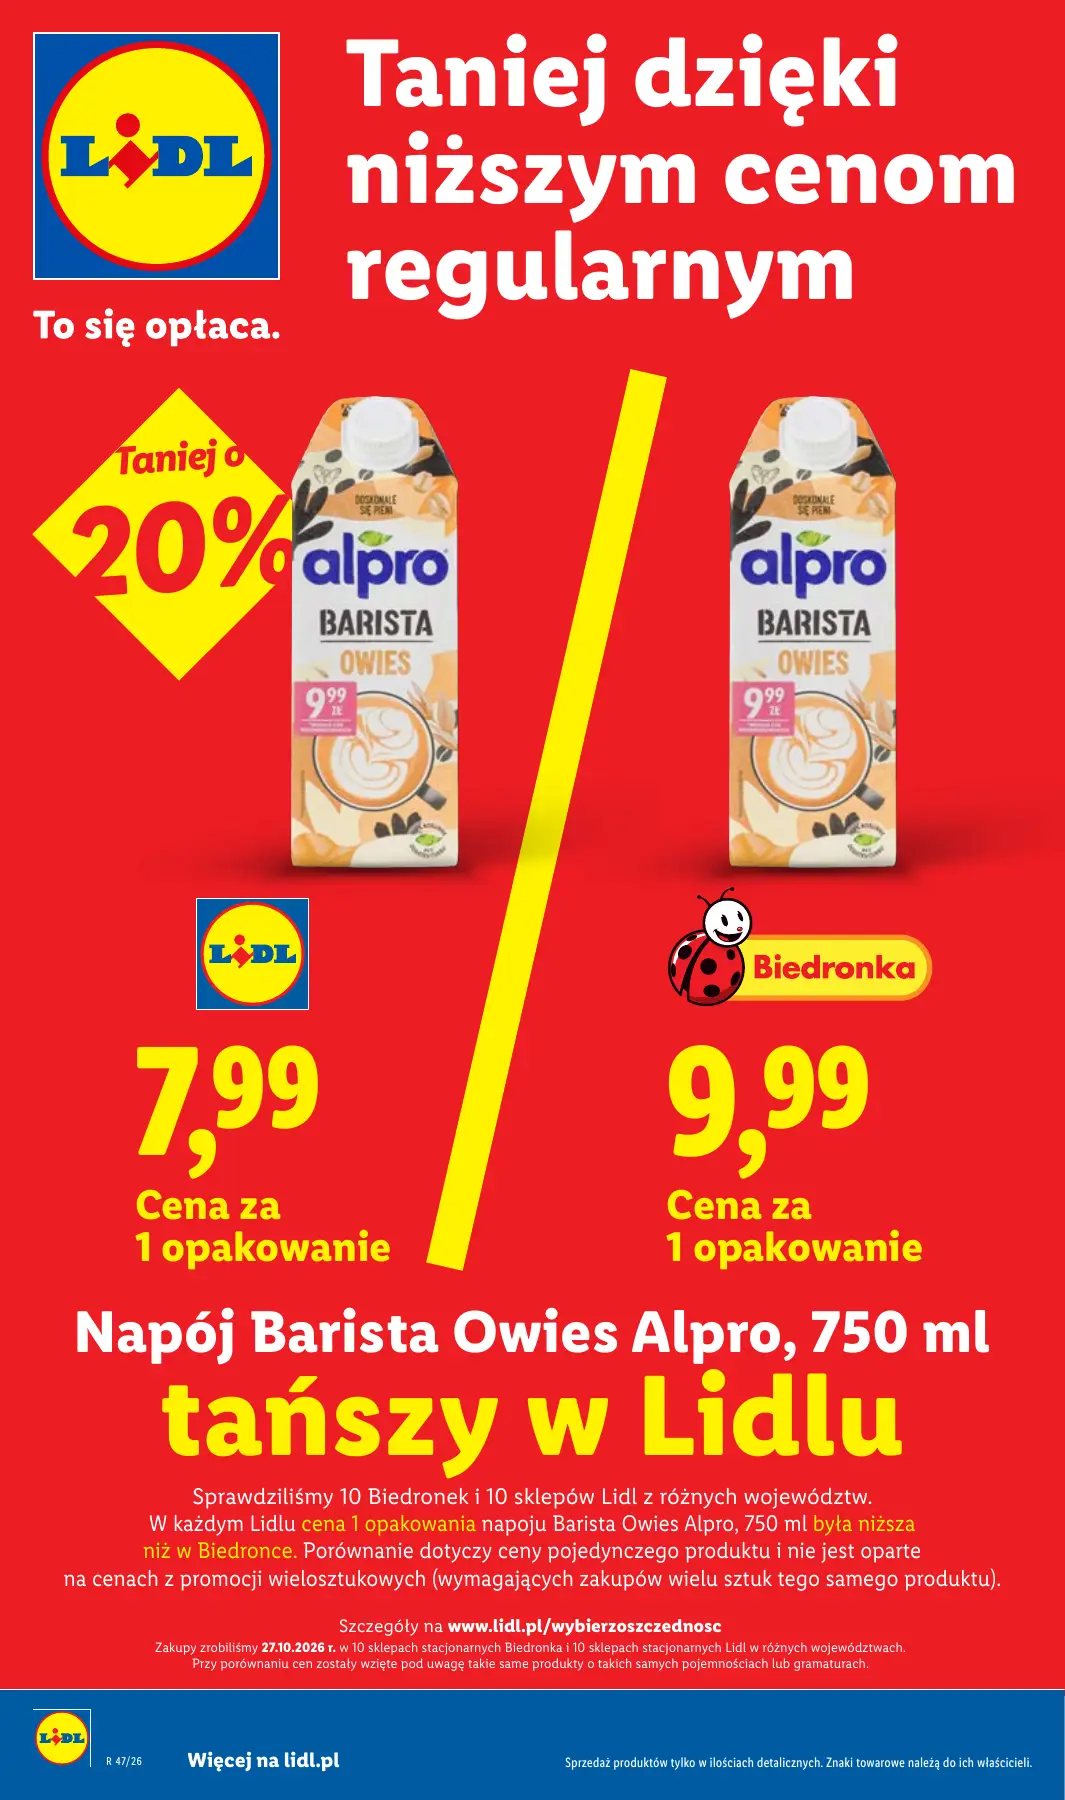 LIDL
Taniej dzięki
niższym cenom
regularnym
To się opłaca.
Taniej o
20%
DOSKONALE
SIĘ PIENI
alpro
BARISTA
OWIES
9.99
ZŁ
DOSKONALE
SIĘ PIENI
alpro
BARISTA
OWIES
9.99
ZŁ
LIDL
Biedronka
7,99
Cena za
1 opakowanie
9,99
Cena za
1 opakowanie
Napój Barista Owies Alpro, 750 ml
tańszy w Lidlu
Sprawdziliśmy 10 Biedronek i 10 sklepów Lidl z różnych województw.
W każdym Lidlu cena 1 opakowania napoju Barista Owies Alpro, 750 ml była niższa
niż w Biedronce. Porównanie dotyczy ceny pojedynczego produktu i nie jest oparte
na cenach z promocji wielosztukowych (wymagających zakupów wielu sztuk tego samego produktu).
Szczegóły na www.lidl.pl/wybierzoszczednosc
Zakupy zrobiliśmy 27.10.2026 r. w 10 sklepach stacjonarnych Biedronka i 10 sklepach stacjonarnych Lidl w różnych województwach.
Przy porównaniu cen zostały wzięte pod uwagę takie same produkty o takich samych pojemnościach lub gramaturach.
LIDL
R 47/26
Więcej na lidl.pl
Sprzedaż produktów tylko w ilościach detalicznych. Znaki towarowe należą do ich właścicieli.